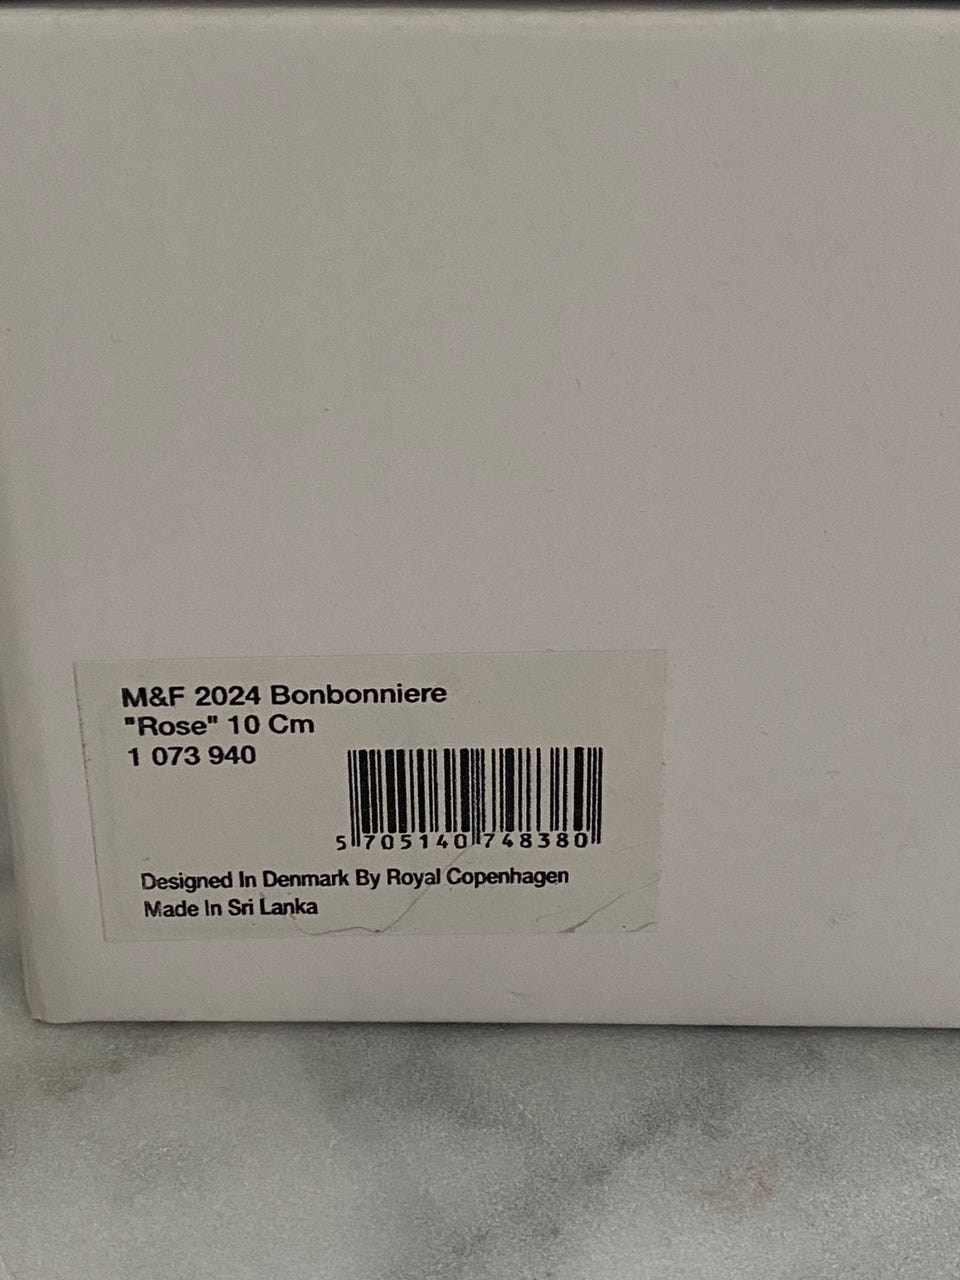 M&F 2024 Bonbonniere
"Rose" 10 Cm
1 073 940
5 705140 748380
Designed In Denmark By Royal Copenhagen
Made In Sri Lanka